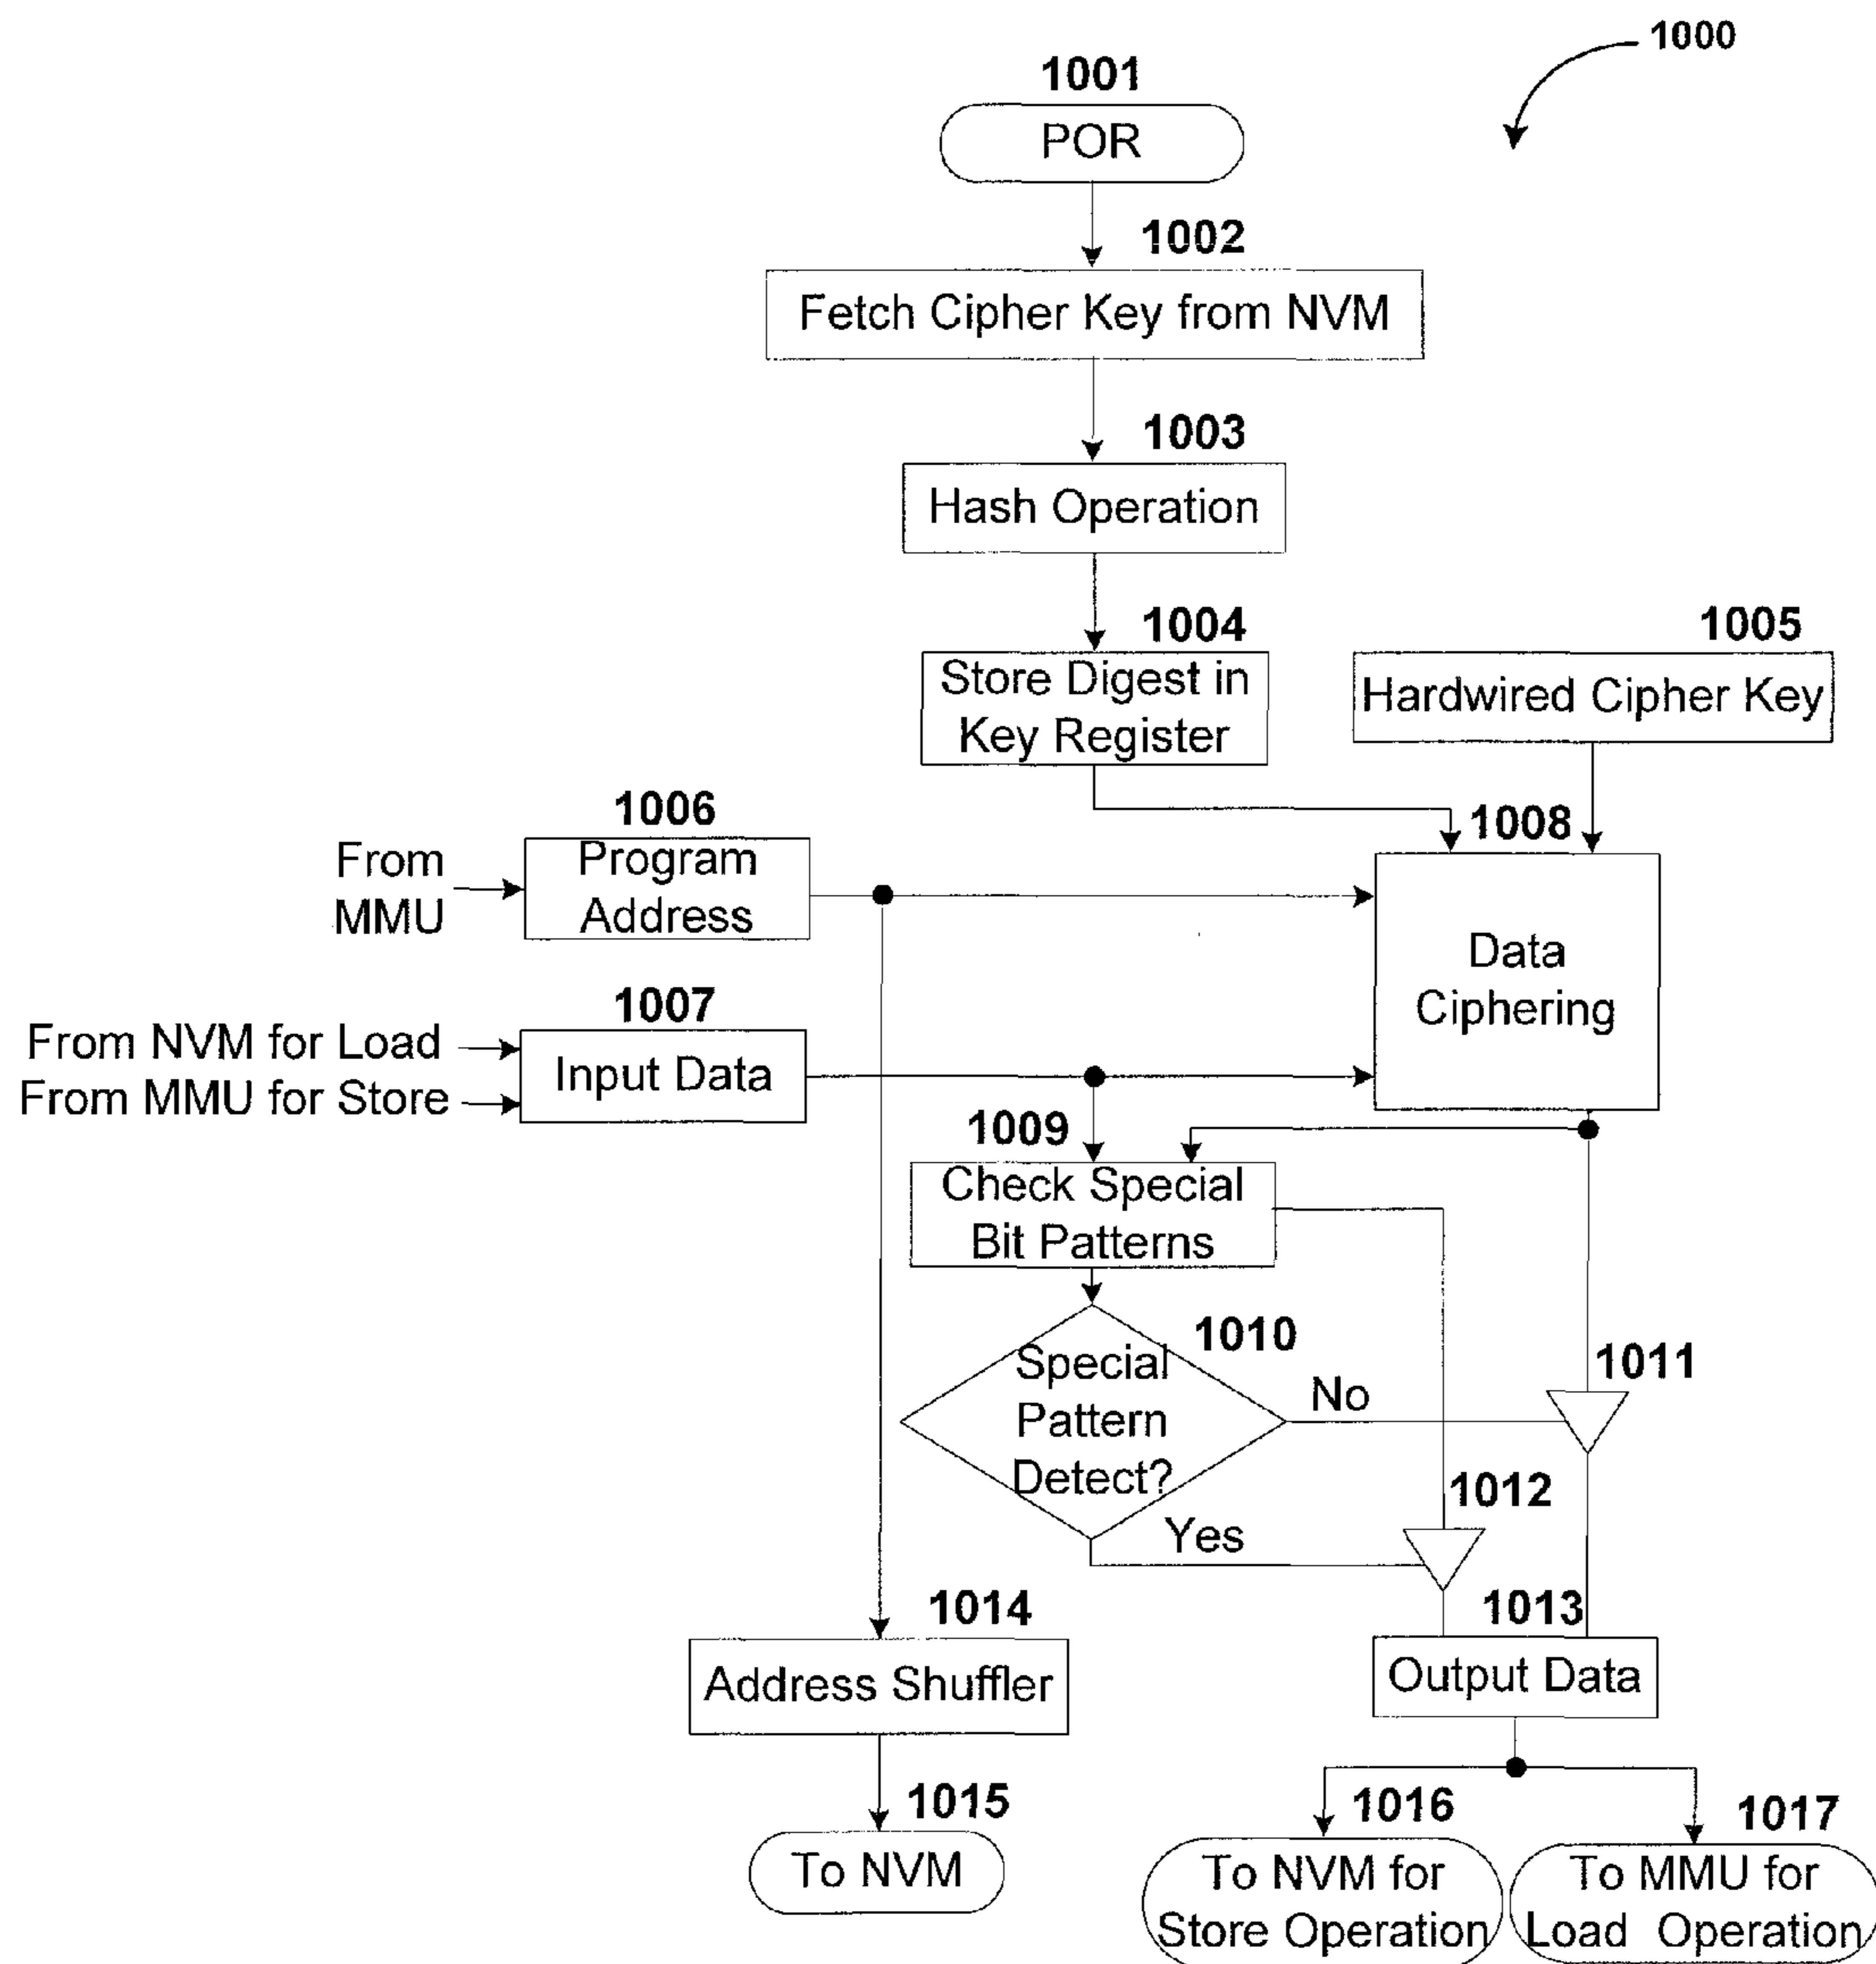 1000
1001
POR
1002
Fetch Cipher Key from NVM
1003
Hash Operation
1004
Store Digest in
Key Register
1005
Hardwired Cipher Key
1006
From
MMU
Program
Address
1007
From NVM for Load
From MMU for Store
Input Data
1008
Data
Ciphering
1009
Check Special
Bit Patterns
1010
Special
Pattern
Detect?
No
Yes
1011
1012
1013
Output Data
1014
Address Shuffler
1015
To NVM
1016
To NVM for
Store Operation
1017
To MMU for
Load Operation